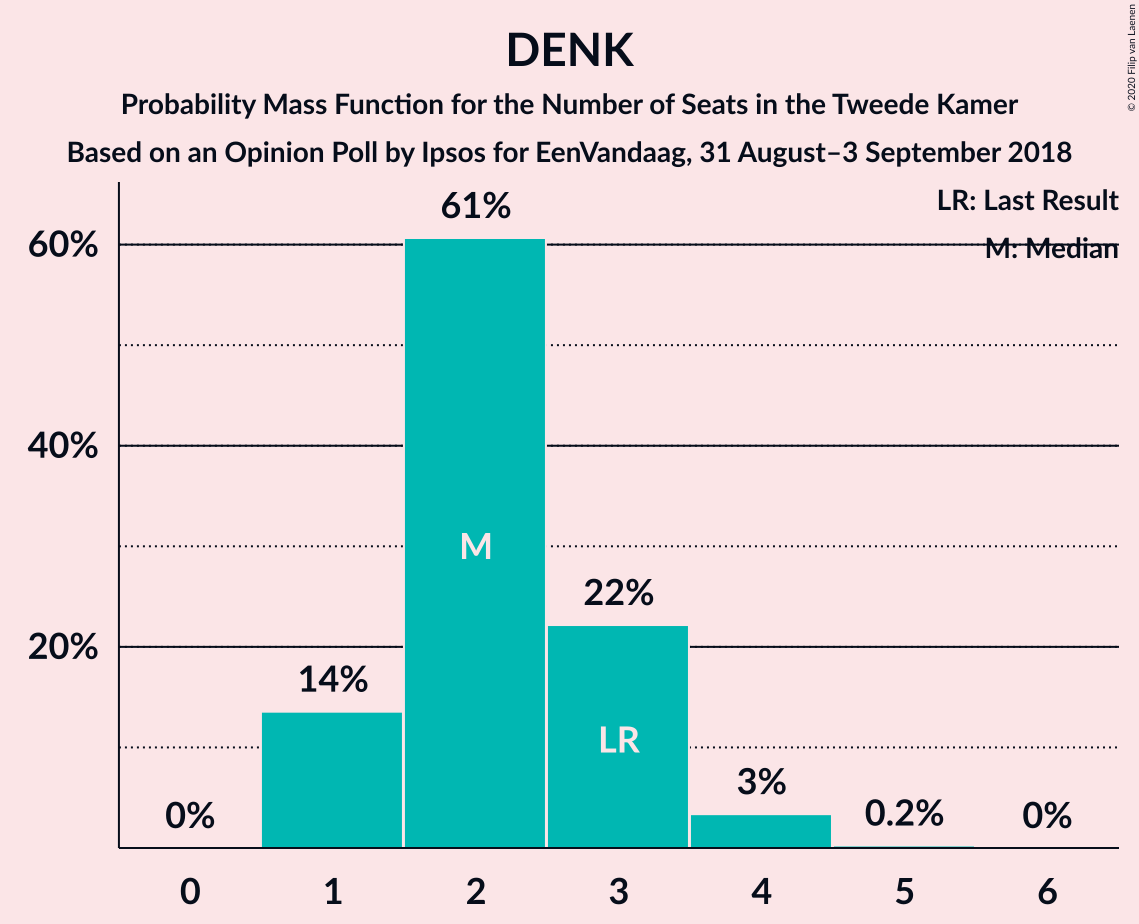 DENK
Probability Mass Function for the Number of Seats in the Tweede Kamer
Based on an Opinion Poll by Ipsos for EenVandaag, 31 August–3 September 2018
© 2020 Filip van Laenen
LR: Last Result
M: Median
61%
60%
40%
M
22%
20%
14%
LR
3%
0%
0.2%
0%
0 1 2 3 4 5 6